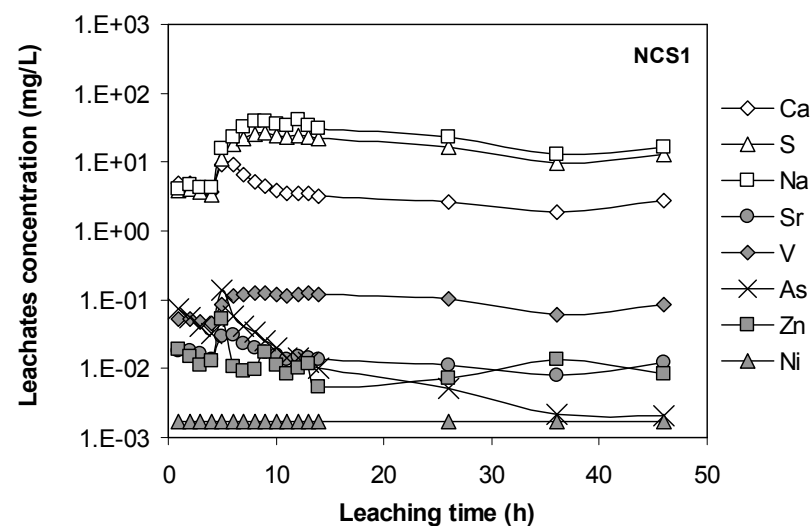 1.E+03
1.E+02
1.E+01
1.E+00
1.E-01
1.E-02
1.E-03
Leachates concentration (mg/L)
NCS1
Ca
S
Na
Sr
V
As
Zn
Ni
0 10 20 30 40 50
Leaching time (h)